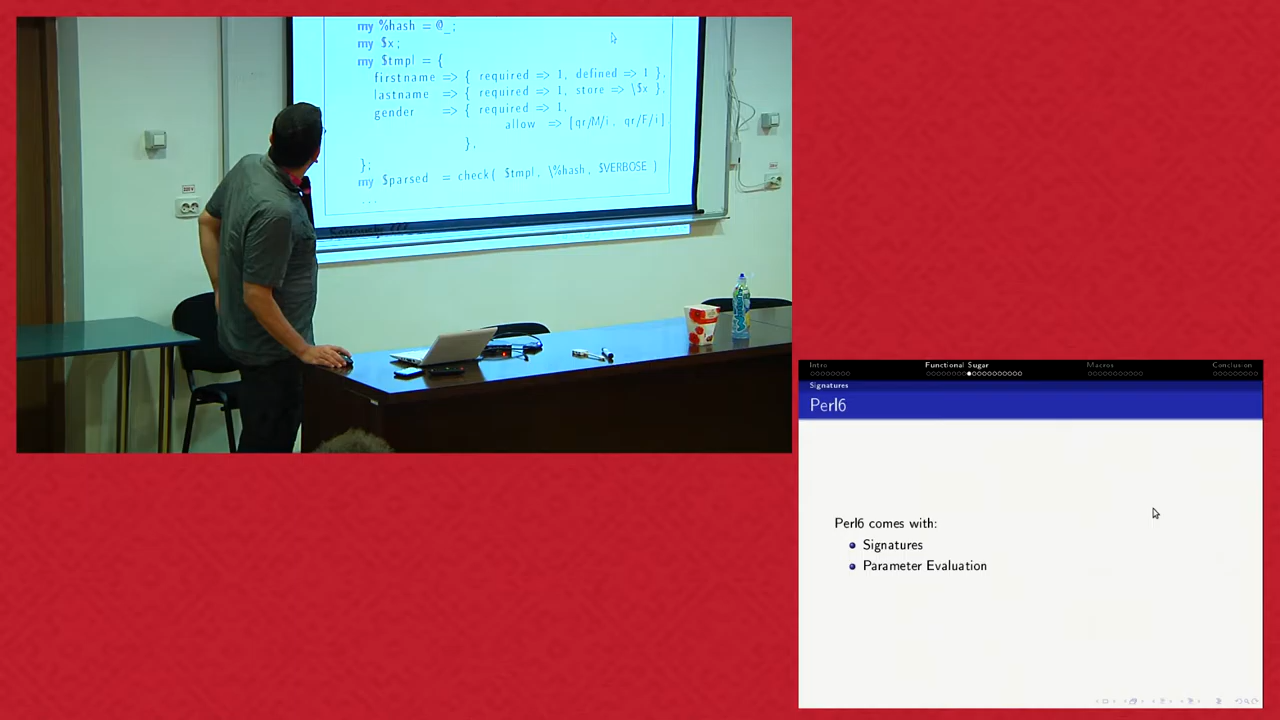 my %hash = @_;
my $x;
my $tmpl = {
firstname => { required => 1, defined => 1 },
lastname => { required => 1, store => \$x },
gender => { required => 1,
allow => [qr/M/i, qr/F/i]
},
};
my $parsed = check( $tmpl, \%hash, $VERBOSE )
...
Intro
Functional Sugar
Macros
Conclusion
Signatures
Perl6
Perl6 comes with:
Signatures
Parameter Evaluation